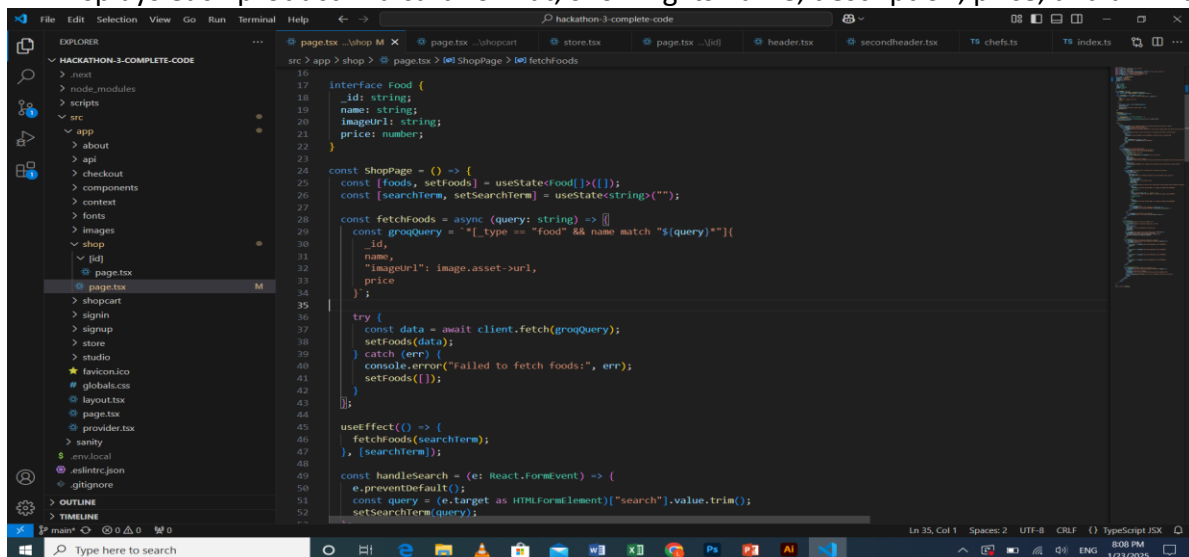 File Edit Selection View Go Run Terminal Help
hackathon-3-complete-code
EXPLORER
page.tsx ...\shop M
page.tsx ...\shopcart
store.tsx
page.tsx ...\[id]
header.tsx
secondheader.tsx
TS chefs.ts
TS index.ts
HACKATHON-3-COMPLETE-CODE
.next
node_modules
scripts
src
app
about
api
checkout
components
context
fonts
images
shop
[id]
page.tsx
page.tsx M
shopcart
signin
signup
store
studio
favicon.ico
# globals.css
layout.tsx
page.tsx
provider.tsx
sanity
$ .env.local
.eslintrc.json
.gitignore
OUTLINE
TIMELINE
src > app > shop > page.tsx > ShopPage > fetchFoods
16
17 interface Food {
18 _id: string;
19 name: string;
20 imageUrl: string;
21 price: number;
22 }
23
24 const ShopPage = () => {
25 const [foods, setFoods] = useState<Food[]>([]);
26 const [searchTerm, setSearchTerm] = useState<string>("");
27
28 const fetchFoods = async (query: string) => {
29 const groqQuery = `*[_type == "food" && name match "${query}*"]{
30 _id,
31 name,
32 "imageUrl": image.asset->url,
33 price
34 }`;
35
36 try {
37 const data = await client.fetch(groqQuery);
38 setFoods(data);
39 } catch (err) {
40 console.error("Failed to fetch foods:", err);
41 setFoods([]);
42 }
43 };
44
45 useEffect(() => {
46 fetchFoods(searchTerm);
47 }, [searchTerm]);
48
49 const handleSearch = (e: React.FormEvent) => {
50 e.preventDefault();
51 const query = (e.target as HTMLFormElement)["search"].value.trim();
52 setSearchTerm(query);
main* 0 0 0
Ln 35, Col 1 Spaces: 2 UTF-8 CRLF {} TypeScript JSX
Type here to search
ENG
8:08 PM
1/23/2025